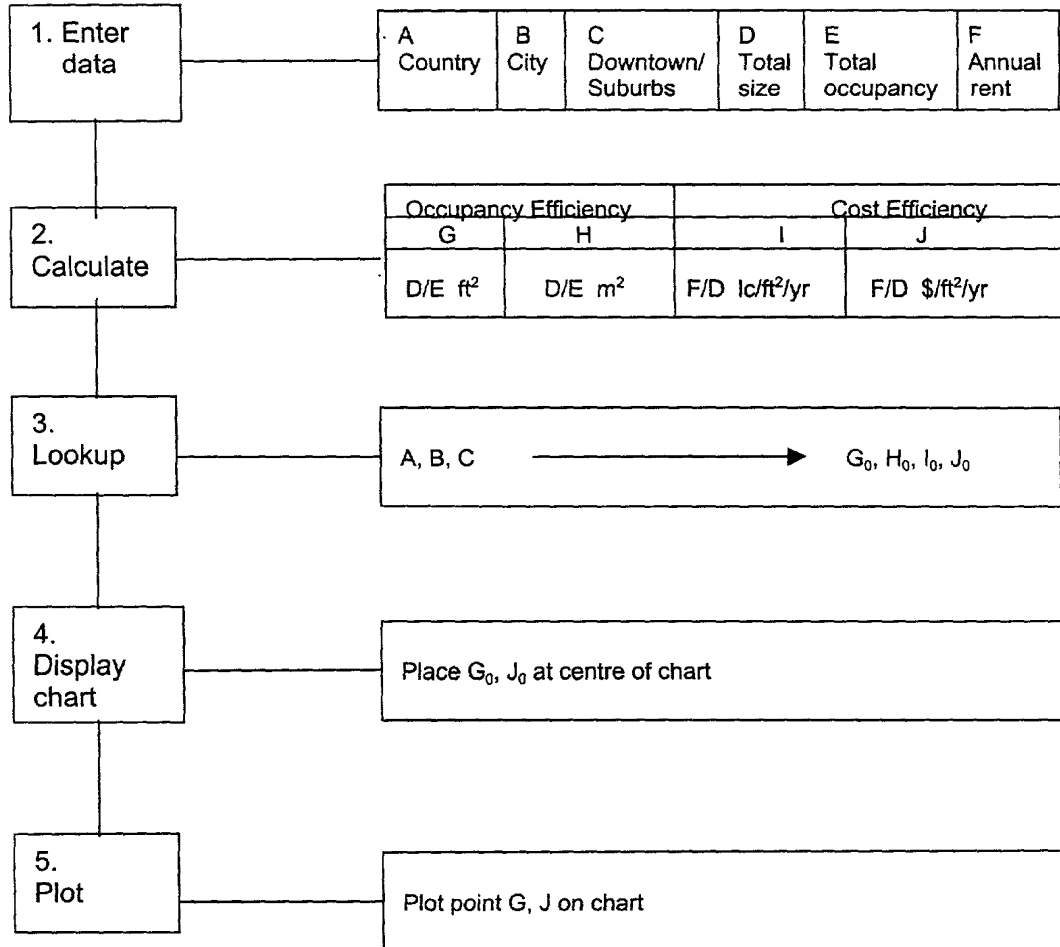 1. Enter
data
A
Country
B
City
C
Downtown/
Suburbs
D
Total
size
E
Total
occupancy
F
Annual
rent
2.
Calculate
Occupancy Efficiency
Cost Efficiency
G
H
I
J
D/E ft²
D/E m²
F/D lc/ft²/yr
F/D $/ft²/yr
3.
Lookup
A, B, C
G₀, H₀, I₀, J₀
4.
Display
chart
Place G₀, J₀ at centre of chart
5.
Plot
Plot point G, J on chart